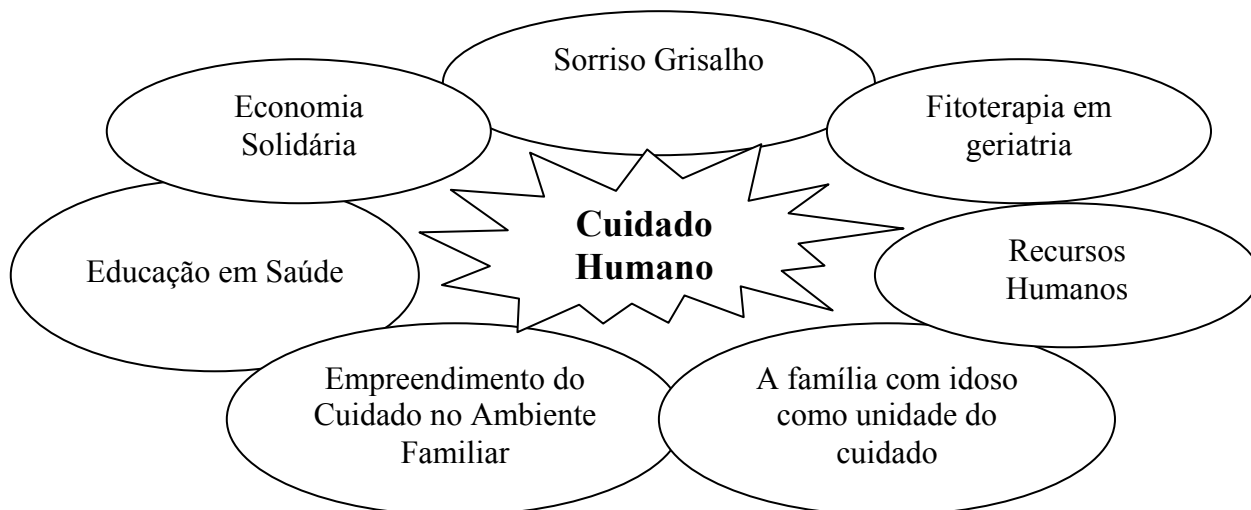 Sorriso Grisalho
Economia
Solidária
Fitoterapia em
geriatria
Cuidado
Humano
Educação em Saúde
Recursos
Humanos
Empreendimento do
Cuidado no Ambiente
Familiar
A família com idoso
como unidade do
cuidado